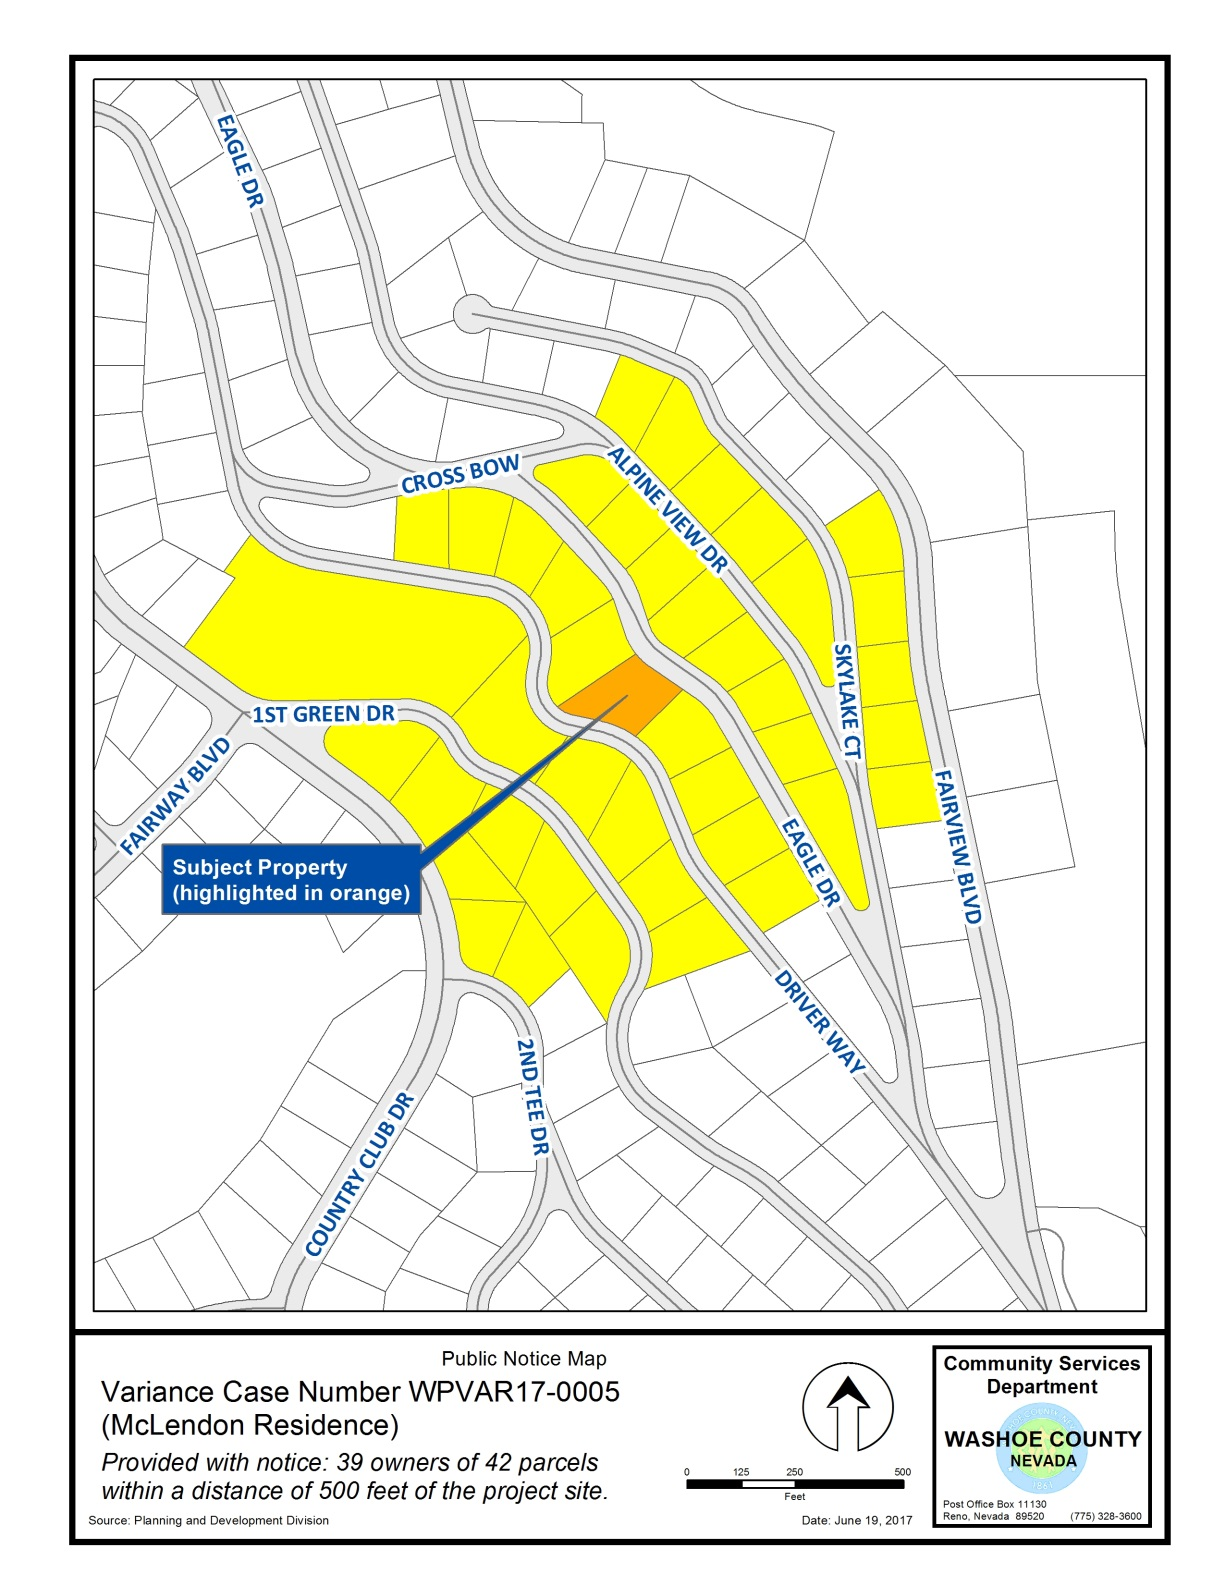 EAGLE DR
CROSS BOW
ALPINE VIEW DR
SKYLAKE CT
1ST GREEN DR
FAIRWAY BLVD
FAIRVIEW BLVD
EAGLE DR
Subject Property
(highlighted in orange)
DRIVER WAY
2ND TEE DR
COUNTRY CLUB DR
Public Notice Map
Variance Case Number WPVAR17-0005
(McLendon Residence)
Provided with notice: 39 owners of 42 parcels
within a distance of 500 feet of the project site.
Source: Planning and Development Division
0 125 250 500
Feet
Date: June 19, 2017
Community Services
Department
WASHOE COUNTY
NEVADA
1861
Post Office Box 11130
Reno, Nevada 89520 (775) 328-3600